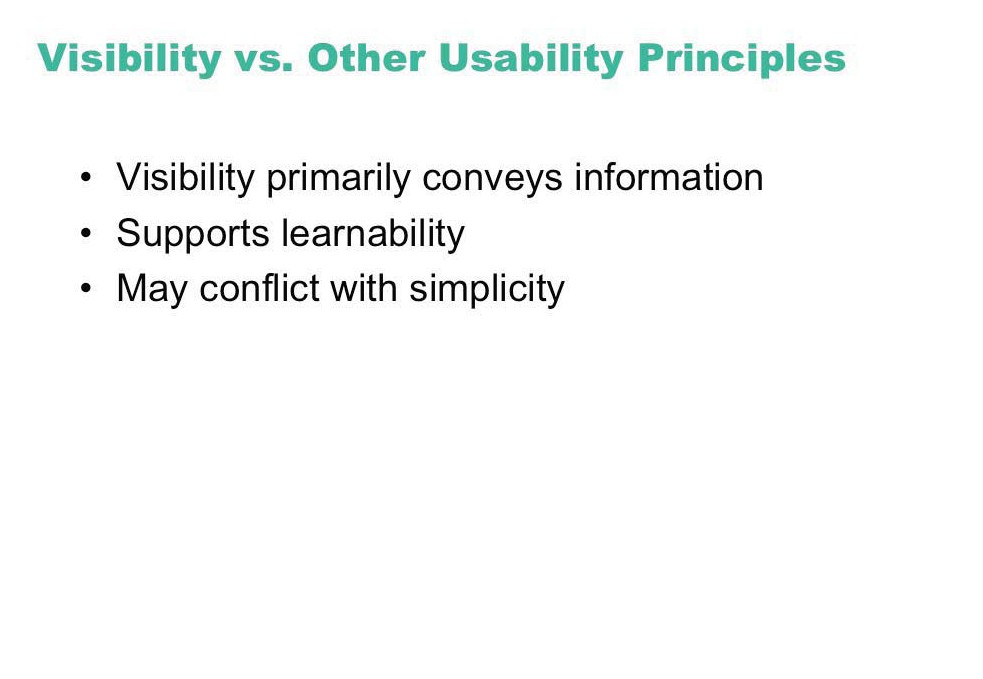 Visibility vs. Other Usability Principles
• Visibility primarily conveys information
• Supports learnability
• May conflict with simplicity